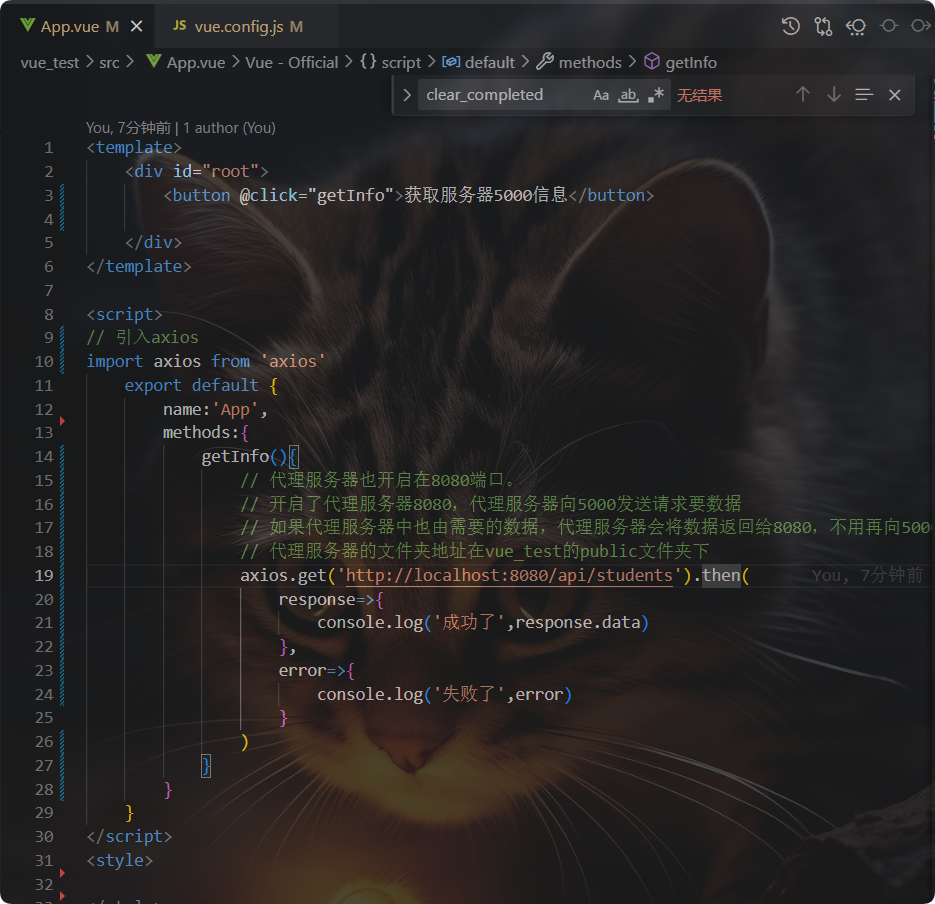 App.vue M
JS vue.config.js M
vue_test > src > App.vue > Vue - Official > {} script > default > methods > getInfo
clear_completed Aa ab .* 无结果
You, 7分钟前 | 1 author (You)
1 <template>
2 <div id="root">
3 <button @click="getInfo">获取服务器5000信息</button>
4
5 </div>
6 </template>
7
8 <script>
9 // 引入axios
10 import axios from 'axios'
11 export default {
12 name:'App',
13 methods:{
14 getInfo(){
15 // 代理服务器也开启在8080端口。
16 // 开启了代理服务器8080，代理服务器向5000发送请求要数据
17 // 如果代理服务器中也由需要的数据，代理服务器会将数据返回给8080，不用再向500
18 // 代理服务器的文件夹地址在vue_test的public文件夹下
19 axios.get('http://localhost:8080/api/students').then( You, 7分钟前
20 response=>{
21 console.log('成功了',response.data)
22 },
23 error=>{
24 console.log('失败了',error)
25 }
26 )
27 }
28 }
29 }
30 </script>
31 <style>
32